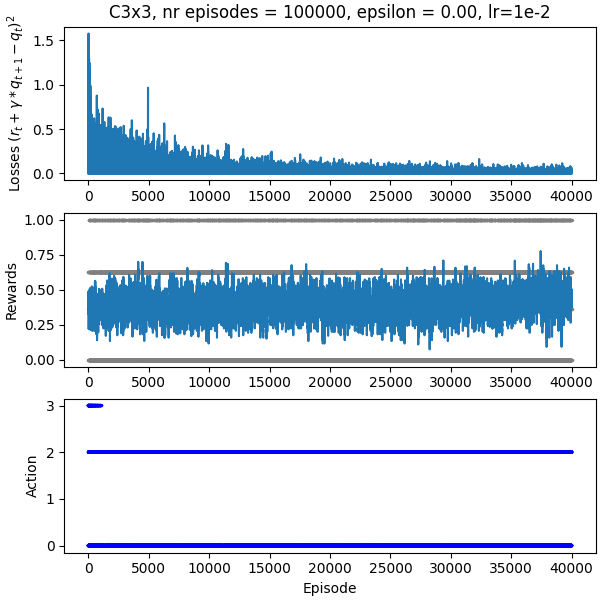 C3x3, nr episodes = 100000, epsilon = 0.00, lr=1e-2
Losses $(r_t + \gamma * q_{t+1} - q_t)^2$
1.5
1.0
0.5
0.0
0 5000 10000 15000 20000 25000 30000 35000 40000
Rewards
1.00
0.75
0.50
0.25
0.00
0 5000 10000 15000 20000 25000 30000 35000 40000
Action
3
2
1
0
0 5000 10000 15000 20000 25000 30000 35000 40000
Episode